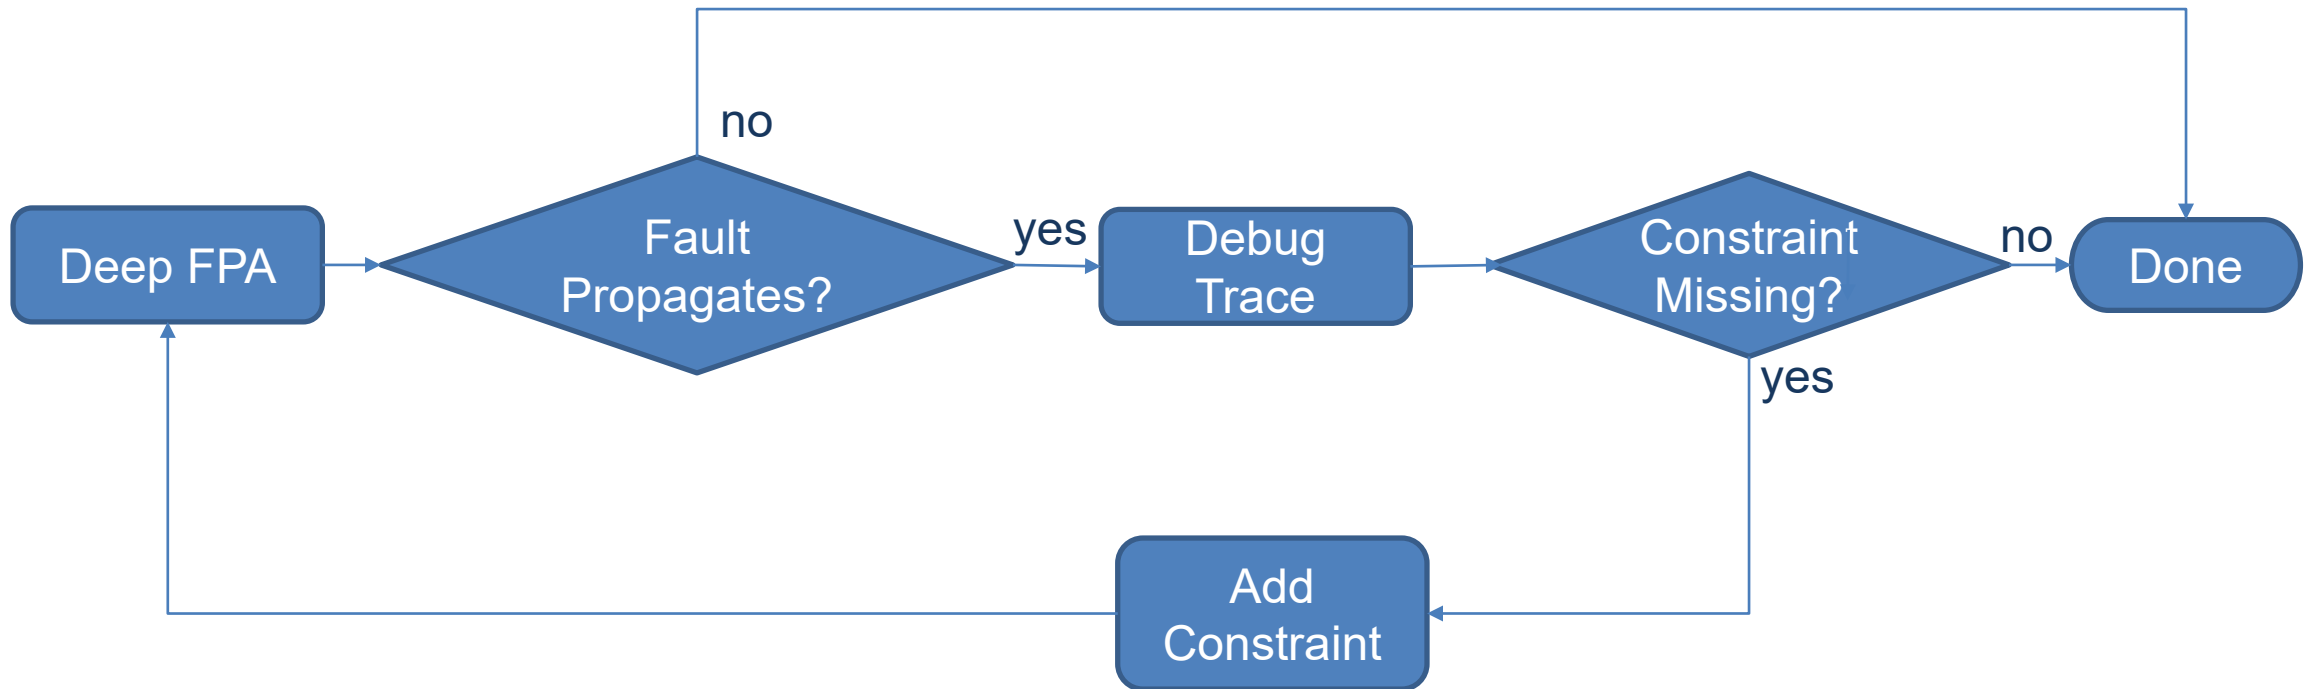 Deep FPA
Fault
Propagates?
no
yes
Debug
Trace
Constraint
Missing?
no
Done
yes
Add
Constraint